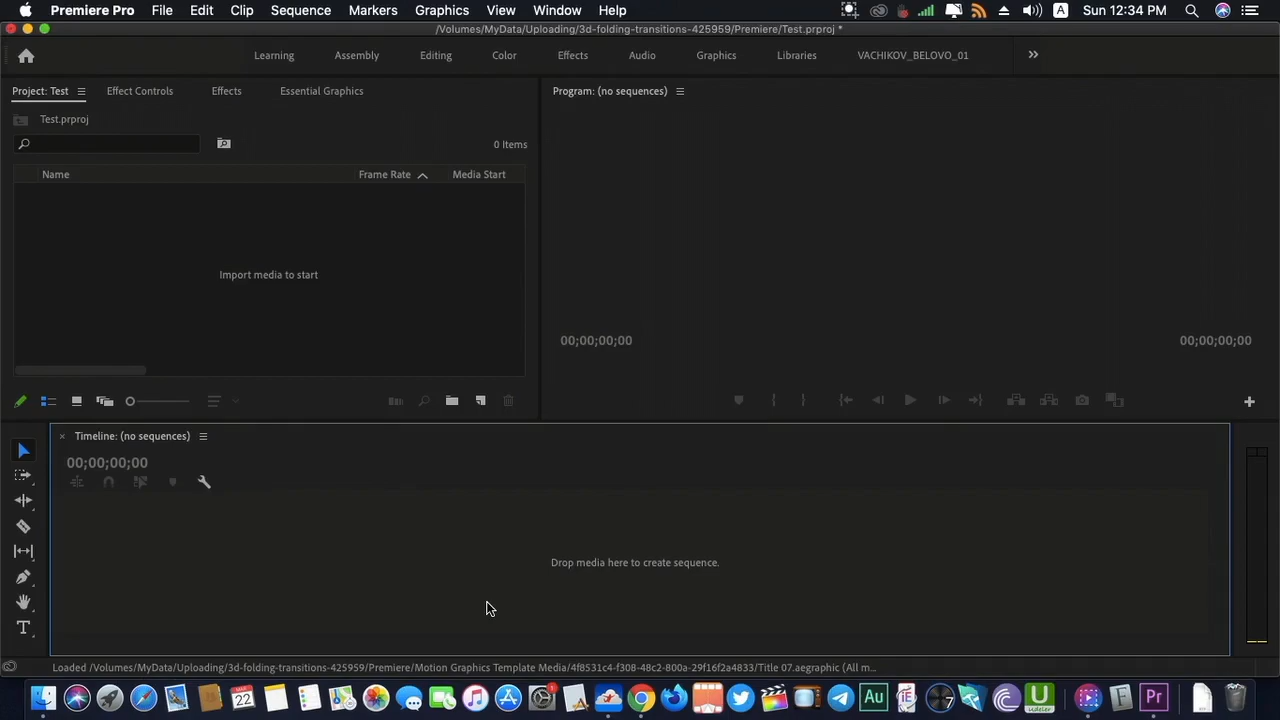 Premiere Pro File Edit Clip Sequence Markers Graphics View Window Help A Sun 12:34 PM
/Volumes/MyData/Uploading/3d-folding-transitions-425959/Premiere/Test.prproj *
Learning Assembly Editing Color Effects Audio Graphics Libraries VACHIKOV_BELOVO_01
Project: Test Effect Controls Effects Essential Graphics Program: (no sequences)
Test.prproj
0 Items
Name Frame Rate Media Start
Import media to start
00;00;00;00 00;00;00;00
Timeline: (no sequences)
00;00;00;00
Drop media here to create sequence.
T
Loaded /Volumes/MyData/Uploading/3d-folding-transitions-425959/Premiere/Motion Graphics Template Media/4f8531c4-f308-48c2-800a-29f16f2a4833/Title 07.aegraphic (All m...
22 1 Au iE 7 U udeler F Pr